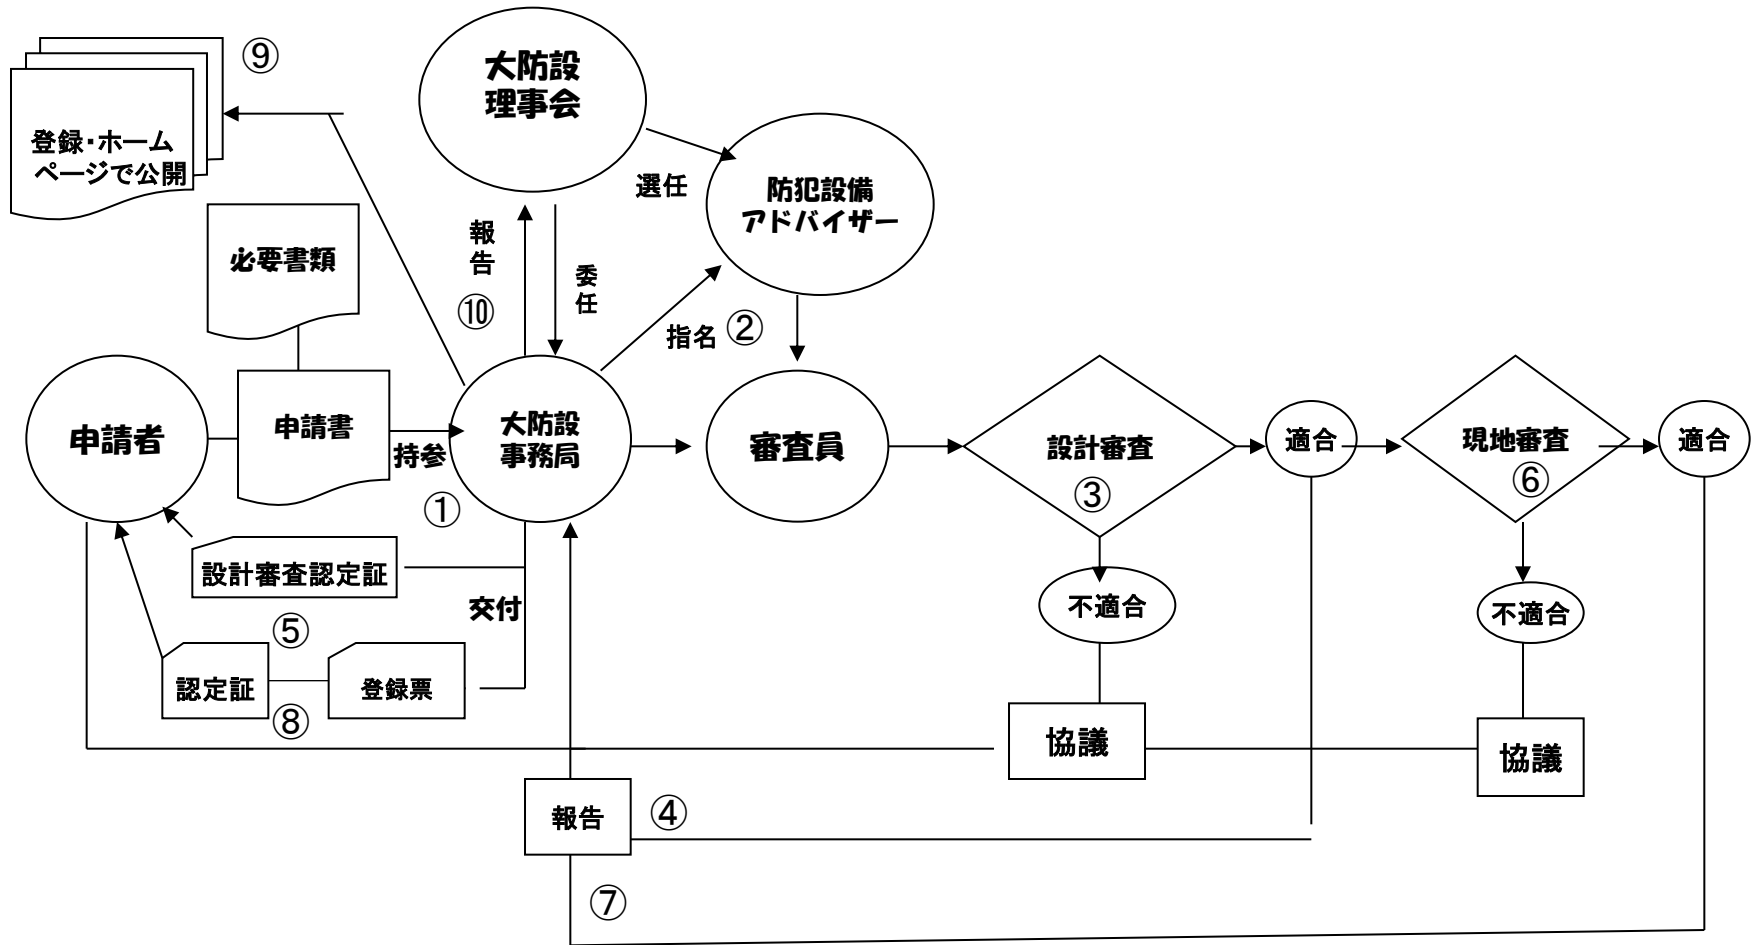 ⑨
大防設
理事会
登録・ホーム
ページで公開
選任
防犯設備
アドバイザー
必要書類
報
告
委
任
⑩
指名
②
申請者
申請書
持参
①
大防設
事務局
審査員
設計審査
③
適合
現地審査
⑥
適合
設計審査認定証
交付
不適合
不適合
⑤
認定証
登録票
⑧
協議
協議
報告
④
⑦